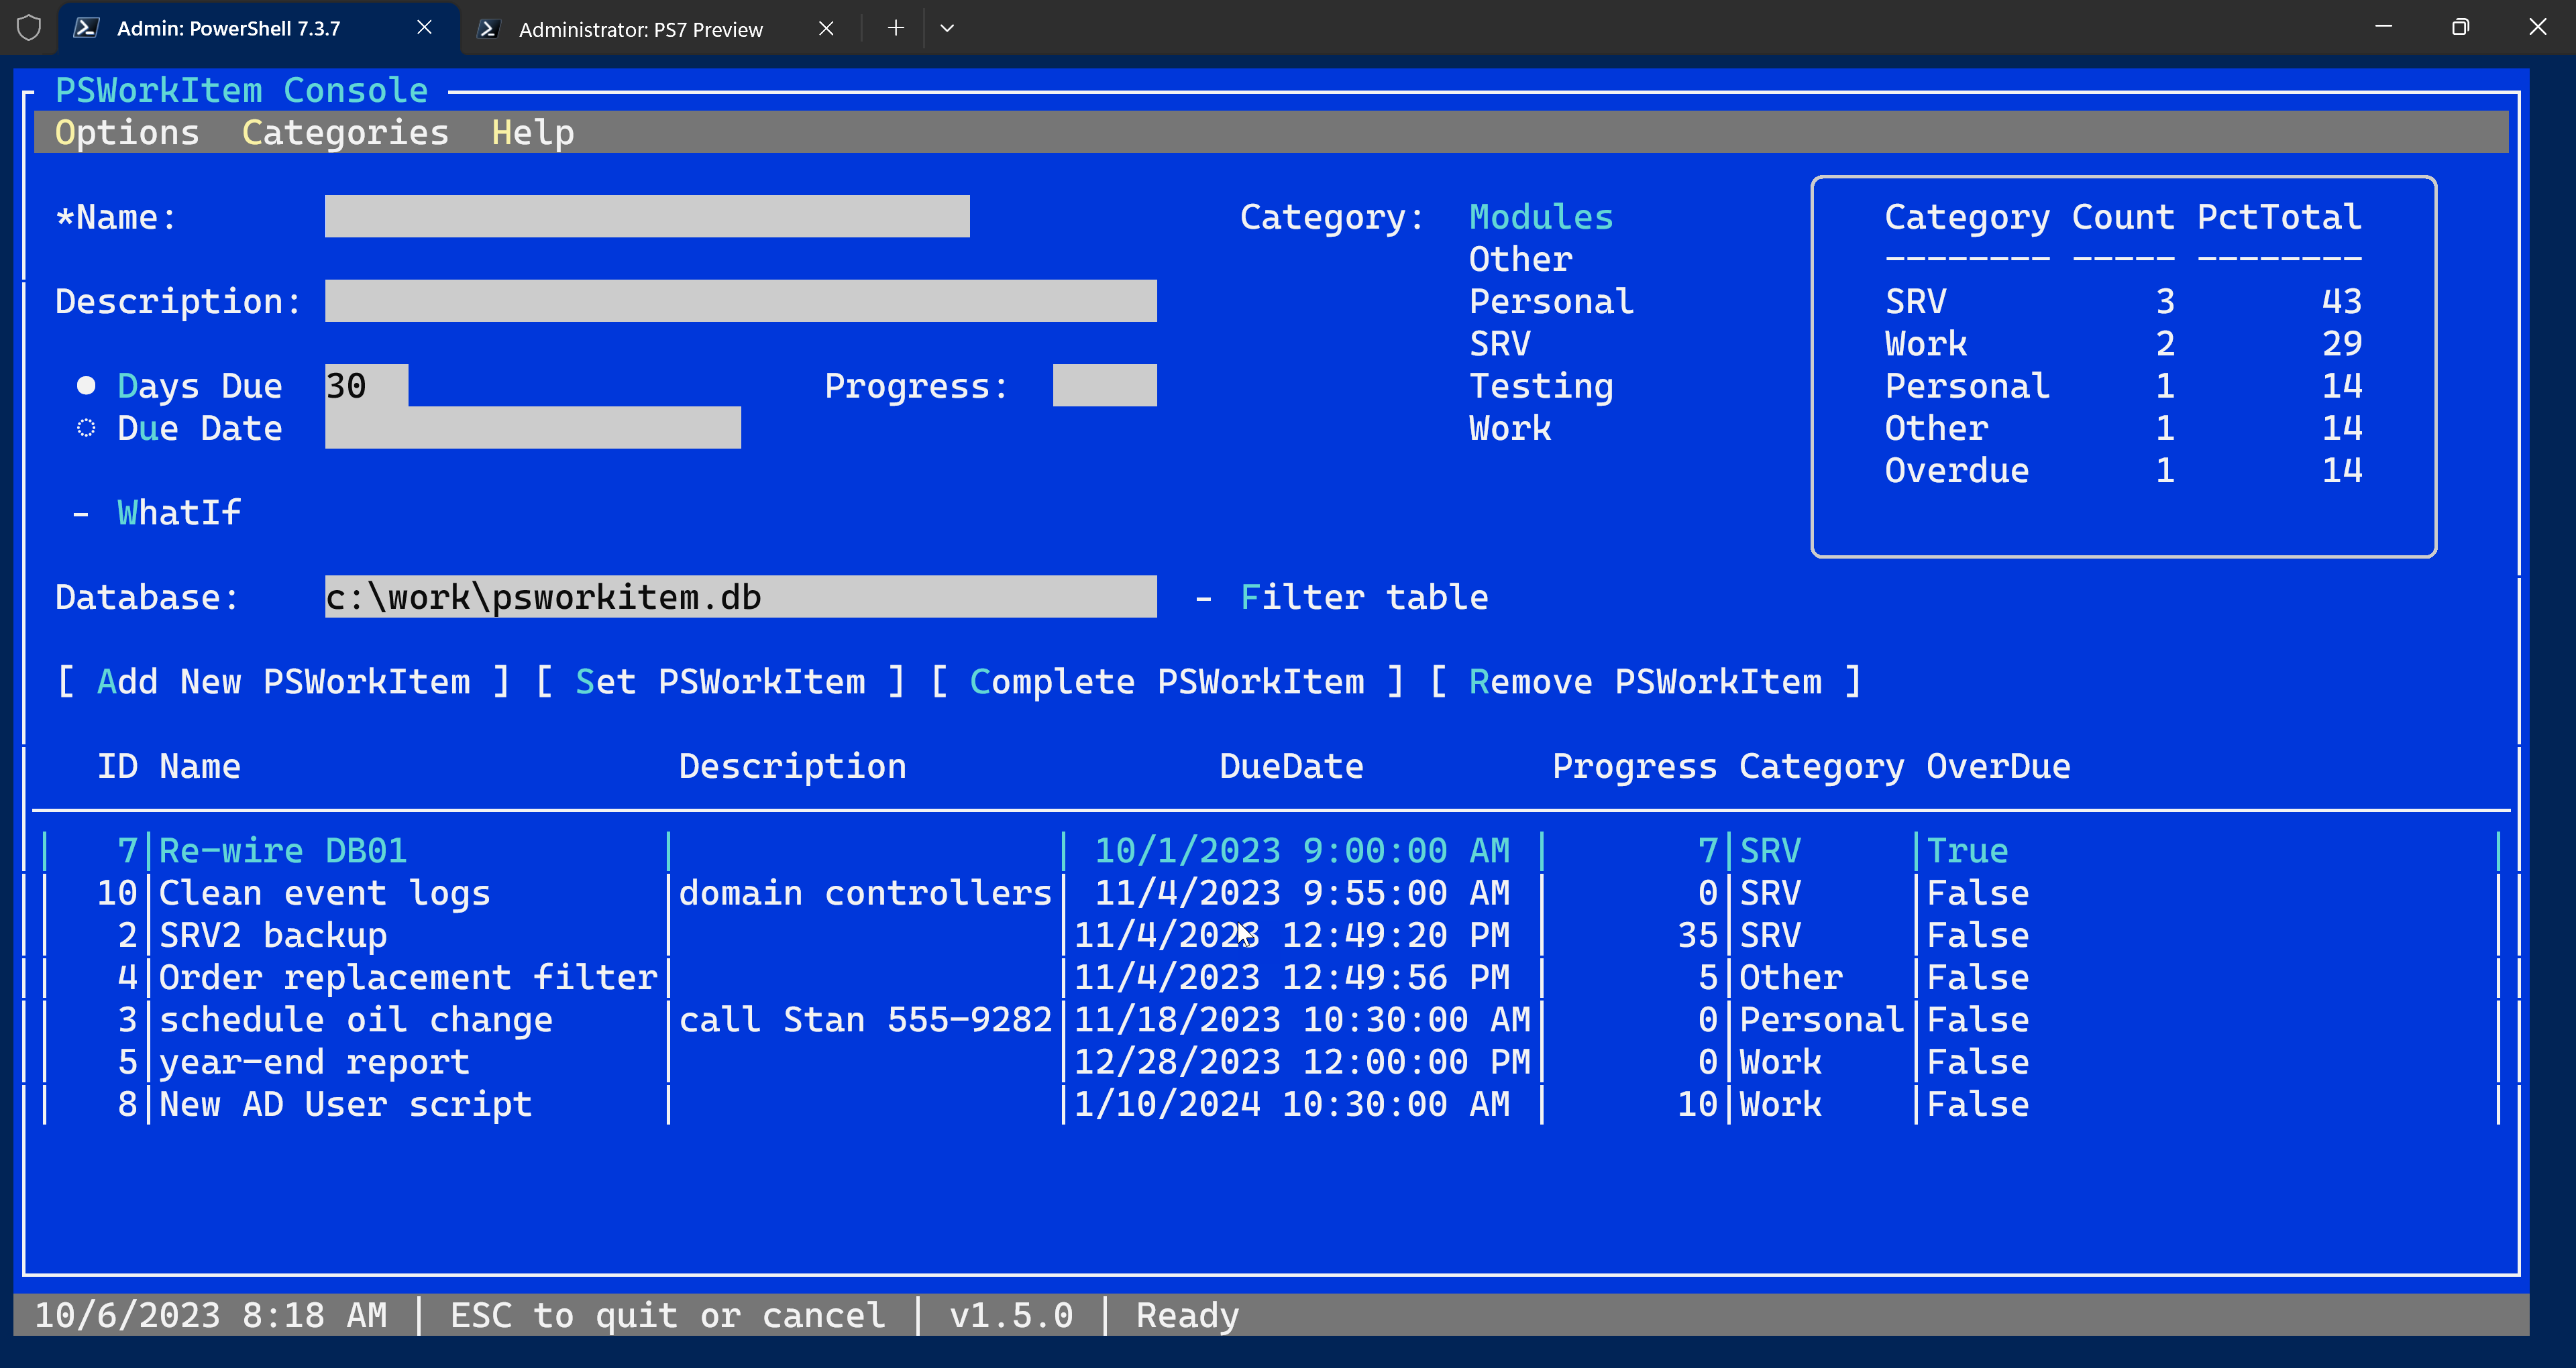 Admin: PowerShell 7.3.7 Administrator: PS7 Preview
PSWorkItem Console
Options Categories Help
*Name: Category: Modules Category Count PctTotal
Other -------- ----- --------
Description: Personal SRV 3 43
SRV Work 2 29
Days Due 30 Progress: Testing Personal 1 14
Due Date Work Other 1 14
Overdue 1 14
- WhatIf
Database: c:\work\psworkitem.db - Filter table
[ Add New PSWorkItem ] [ Set PSWorkItem ] [ Complete PSWorkItem ] [ Remove PSWorkItem ]
ID Name Description DueDate Progress Category OverDue
7 Re-wire DB01 10/1/2023 9:00:00 AM 7 SRV True
10 Clean event logs domain controllers 11/4/2023 9:55:00 AM 0 SRV False
2 SRV2 backup 11/4/2023 12:49:20 PM 35 SRV False
4 Order replacement filter 11/4/2023 12:49:56 PM 5 Other False
3 schedule oil change call Stan 555-9282 11/18/2023 10:30:00 AM 0 Personal False
5 year-end report 12/28/2023 12:00:00 PM 0 Work False
8 New AD User script 1/10/2024 10:30:00 AM 10 Work False
10/6/2023 8:18 AM | ESC to quit or cancel | v1.5.0 | Ready